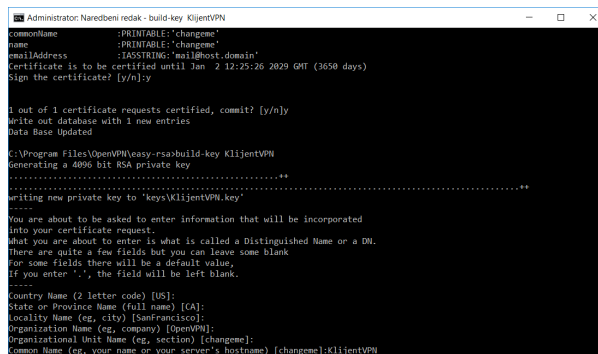 Administrator: Naredbeni redak - build-key KlijentVPN
commonName            :PRINTABLE:'changeme'
name                  :PRINTABLE:'changeme'
emailAddress          :IA5STRING:'mail@host.domain'
Certificate is to be certified until Jan  2 12:25:26 2029 GMT (3650 days)
Sign the certificate? [y/n]:y
1 out of 1 certificate requests certified, commit? [y/n]y
Write out database with 1 new entries
Data Base Updated
C:\Program Files\OpenVPN\easy-rsa>build-key KlijentVPN
Generating a 4096 bit RSA private key
.......................................................++
........................................................................................................++
writing new private key to 'keys\KlijentVPN.key'
-----
You are about to be asked to enter information that will be incorporated
into your certificate request.
What you are about to enter is what is called a Distinguished Name or a DN.
There are quite a few fields but you can leave some blank
For some fields there will be a default value,
If you enter '.', the field will be left blank.
-----
Country Name (2 letter code) [US]:
State or Province Name (full name) [CA]:
Locality Name (eg, city) [SanFrancisco]:
Organization Name (eg, company) [OpenVPN]:
Organizational Unit Name (eg, section) [changeme]:
Common Name (eg, your name or your server's hostname) [changeme]:KlijentVPN